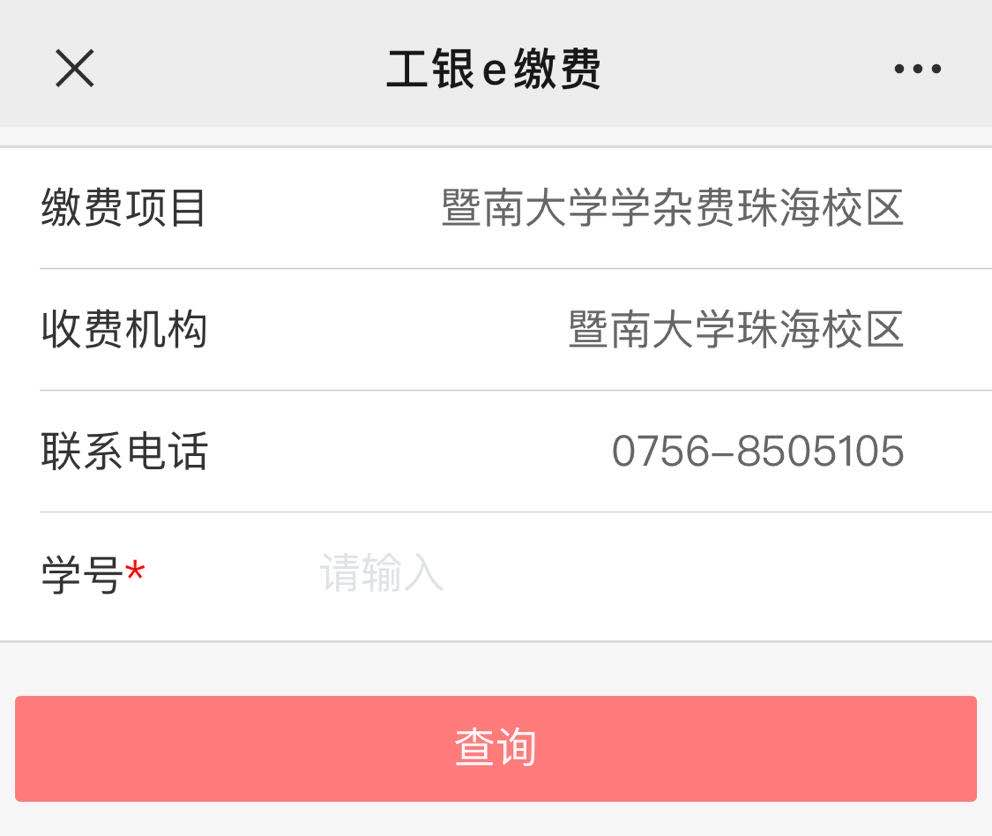 工银e缴费
缴费项目 暨南大学学杂费珠海校区
收费机构 暨南大学珠海校区
联系电话 0756-8505105
学号* 请输入
查询